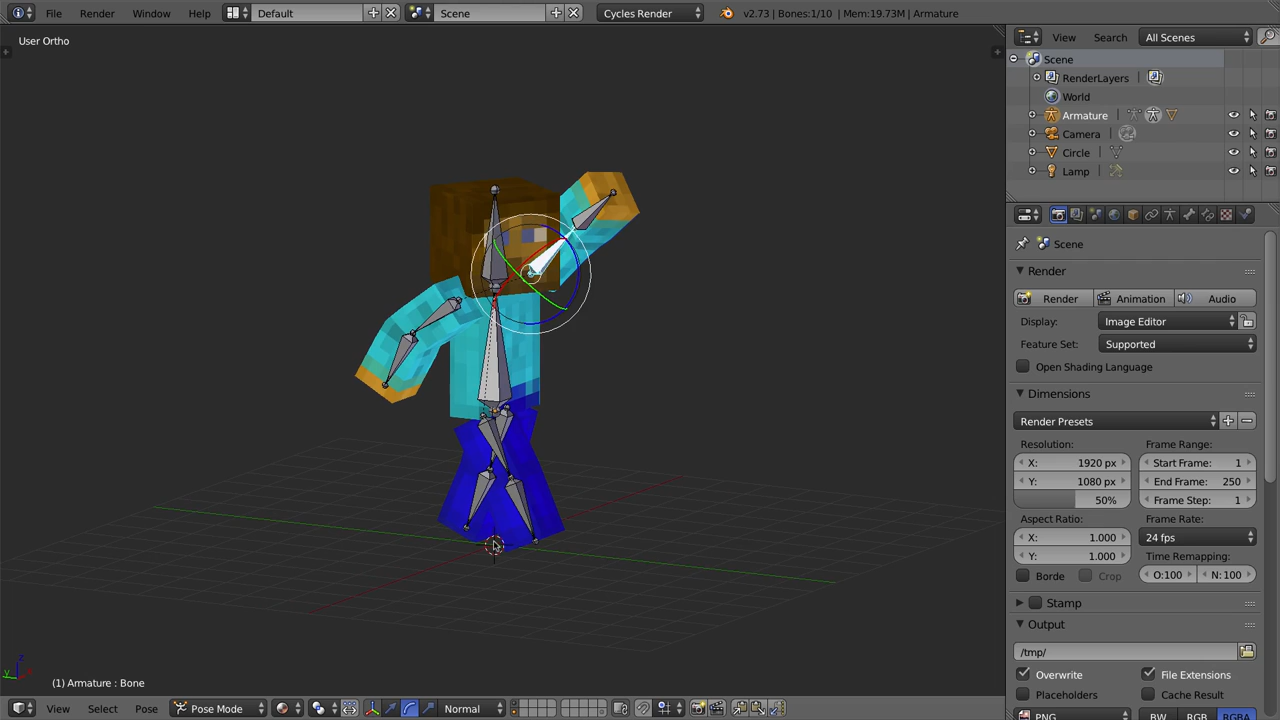 File Render Window Help Default Scene Cycles Render v2.73 | Bones:1/10 | Mem:19.73M | Armature
User Ortho
View Search All Scenes
Scene
RenderLayers
World
Armature
Camera
Circle
Lamp
Scene
Render
Render Animation Audio
Display: Image Editor
Feature Set: Supported
Open Shading Language
Dimensions
Render Presets
Resolution: Frame Range:
X: 1920 px Start Frame: 1
Y: 1080 px End Frame: 250
50% Frame Step: 1
Aspect Ratio: Frame Rate:
X: 1.000 24 fps
Y: 1.000 Time Remapping:
Borde Crop O:100 N:100
Stamp
Output
/tmp/
Overwrite File Extensions
Placeholders Cache Result
PNG BW RGB RGBA
z
y
(1) Armature : Bone
View Select Pose Pose Mode Normal